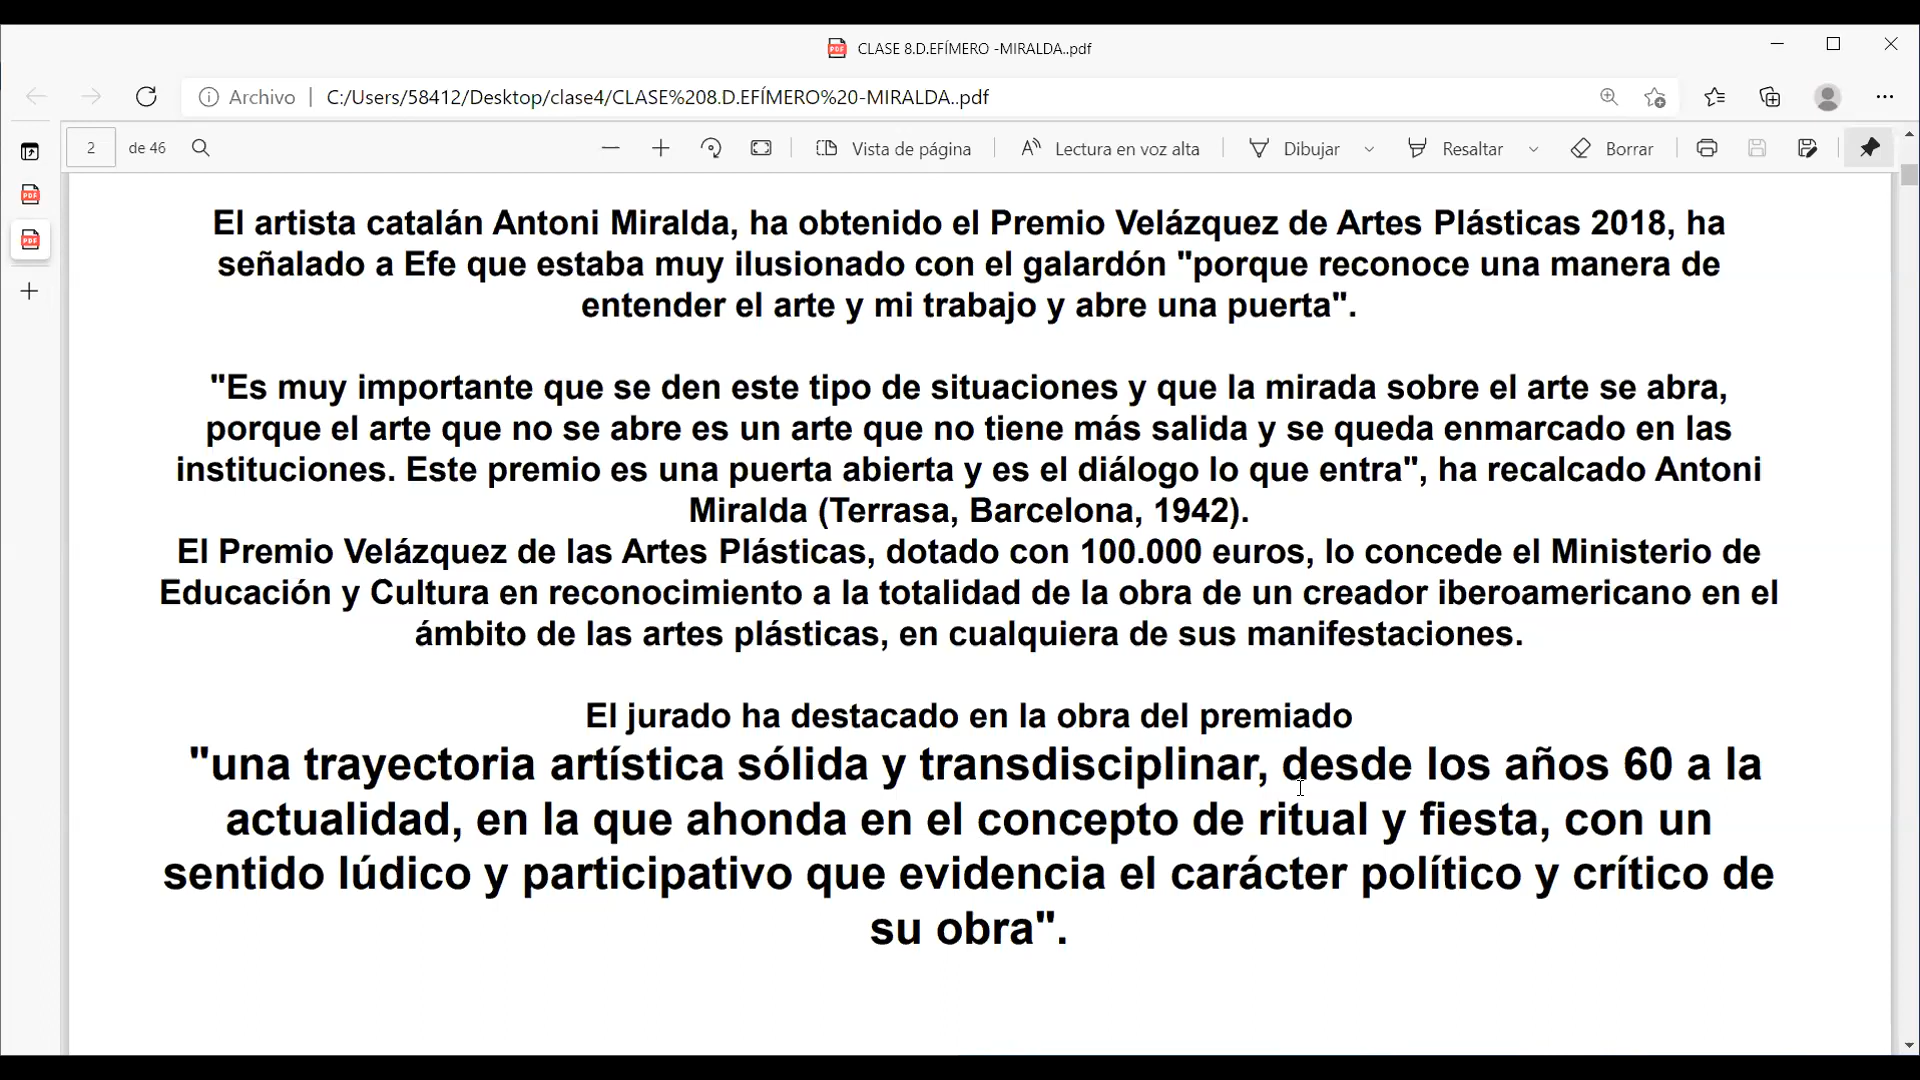 CLASE 8.D.EFÍMERO -MIRALDA..pdf
Archivo | C:/Users/58412/Desktop/clase4/CLASE%208.D.EFÍMERO%20-MIRALDA..pdf
2 de 46 Vista de página Lectura en voz alta Dibujar Resaltar Borrar
El artista catalán Antoni Miralda, ha obtenido el Premio Velázquez de Artes Plásticas 2018, ha
señalado a Efe que estaba muy ilusionado con el galardón "porque reconoce una manera de
entender el arte y mi trabajo y abre una puerta".
"Es muy importante que se den este tipo de situaciones y que la mirada sobre el arte se abra,
porque el arte que no se abre es un arte que no tiene más salida y se queda enmarcado en las
instituciones. Este premio es una puerta abierta y es el diálogo lo que entra", ha recalcado Antoni
Miralda (Terrasa, Barcelona, 1942).
El Premio Velázquez de las Artes Plásticas, dotado con 100.000 euros, lo concede el Ministerio de
Educación y Cultura en reconocimiento a la totalidad de la obra de un creador iberoamericano en el
ámbito de las artes plásticas, en cualquiera de sus manifestaciones.
El jurado ha destacado en la obra del premiado
"una trayectoria artística sólida y transdisciplinar, desde los años 60 a la
actualidad, en la que ahonda en el concepto de ritual y fiesta, con un
sentido lúdico y participativo que evidencia el carácter político y crítico de
su obra".